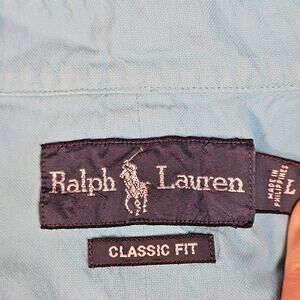 Ralph Lauren
L
MADE IN
PHILIPPINES
CLASSIC FIT